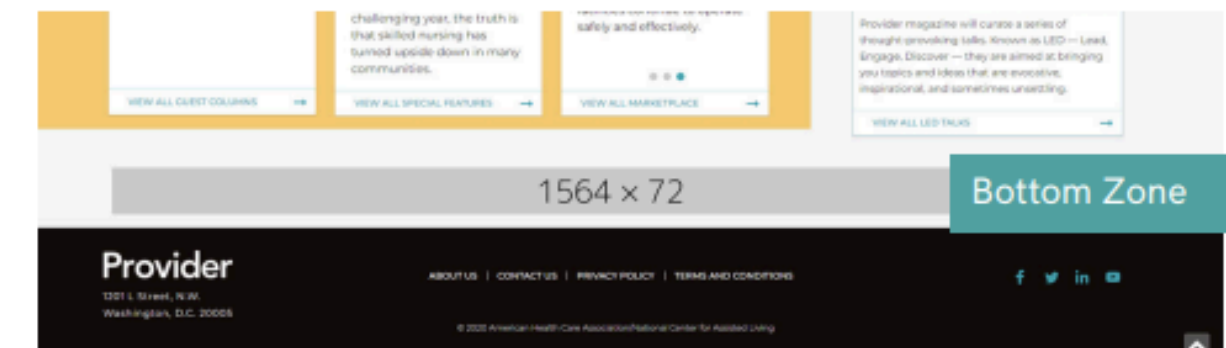 challenging year, the truth is
that skilled nursing has
turned upside down in many
communities.
VIEW ALL GUEST COLUMNS
VIEW ALL SPECIAL FEATURES
facilities continue to operate
safely and effectively.
VIEW ALL MARKETPLACE
Provider magazine will curate a series of
thought-provoking talks. Known as LED — Lead,
Engage, Discover — they are aimed at bringing
you topics and ideas that are evocative,
inspirational, and sometimes unsettling.
VIEW ALL LED TALKS
1564 × 72
Bottom Zone
Provider
1201 L Street, N.W.
Washington, D.C. 20005
ABOUT US | CONTACT US | PRIVACY POLICY | TERMS AND CONDITIONS
© 2020 American Health Care Association/National Center for Assisted Living